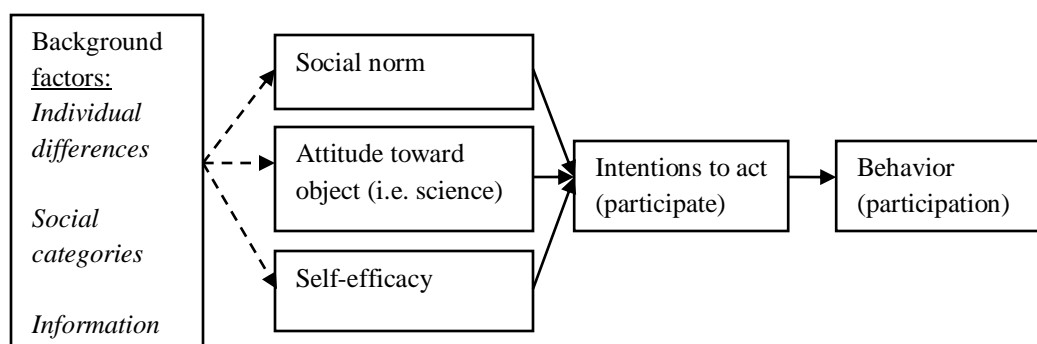 Background
factors:
Individual
differences
Social
categories
Information
Social norm
Attitude toward
object (i.e. science)
Self-efficacy
Intentions to act
(participate)
Behavior
(participation)